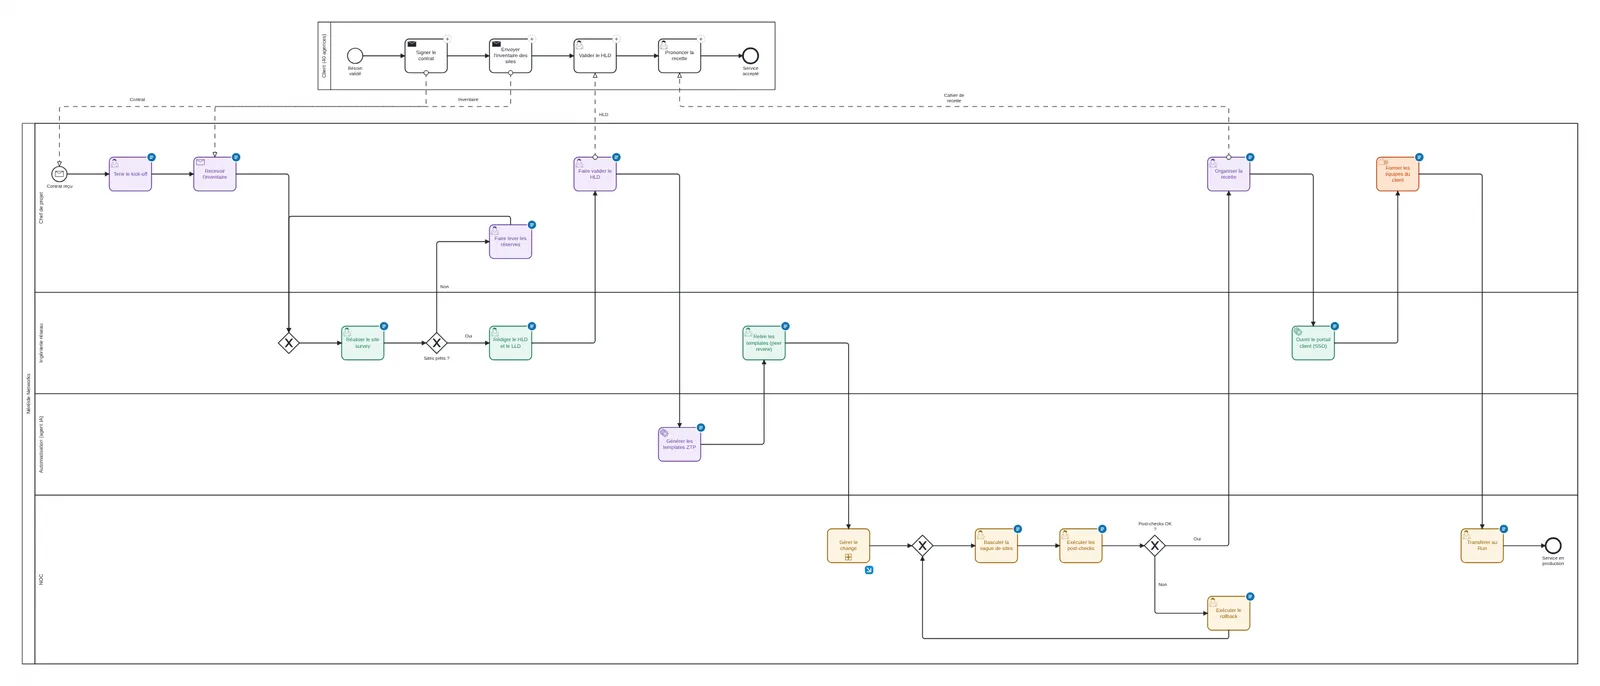 Client (40 agences)
Besoin
validé
Signer le
contrat
Envoyer
l'inventaire des
sites
Valider le HLD
Prononcer la
recette
Service
accepté
Contrat
Inventaire
HLD
Cahier de
recette
Chef de projet
Contrat reçu
Tenir le kick-off
Recevoir
l'inventaire
Faire valider le
HLD
Organiser la
recette
Former les
équipes du
client
Faire lever les
réserves
Non
Ingénierie réseau
Réaliser le site
survey
Sites prêts ?
Oui
Rédiger le HLD
et le LLD
Relire les
templates (peer
review)
Ouvrir le portail
client (SSO)
Networks
Automatisation (agent IA)
Générer les
templates ZTP
NOC
Gérer le
change
Basculer la
vague de sites
Exécuter les
post-checks
Post-checks OK
?
Oui
Non
Exécuter le
rollback
Transférer au
Run
Service en
production